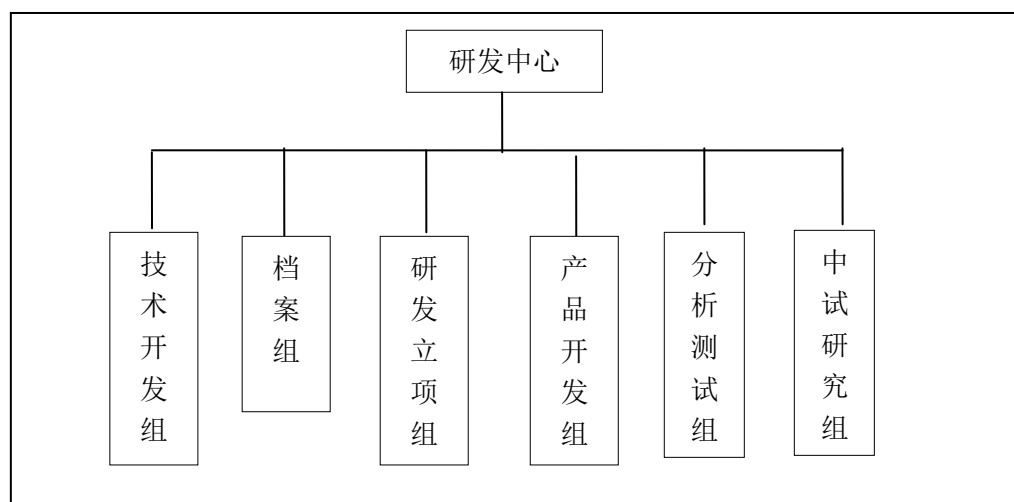 研发中心
技术开发组
档案组
研发立项组
产品开发组
分析测试组
中试研究组